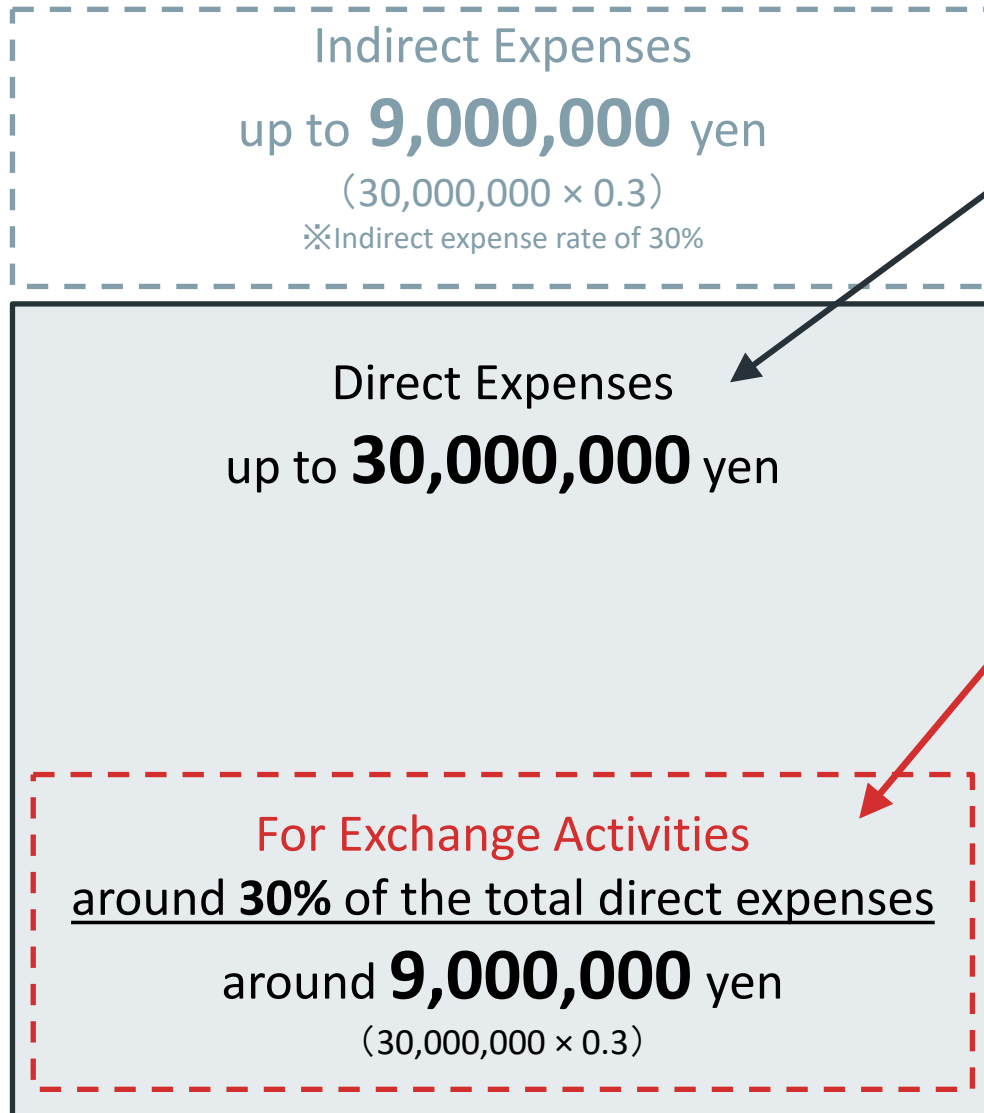 Indirect Expenses
up to 9,000,000 yen
（30,000,000 × 0.3）
※Indirect expense rate of 30%
Direct Expenses
up to 30,000,000 yen
For Exchange Activities
around 30% of the total direct expenses
around 9,000,000 yen
（30,000,000 × 0.3）